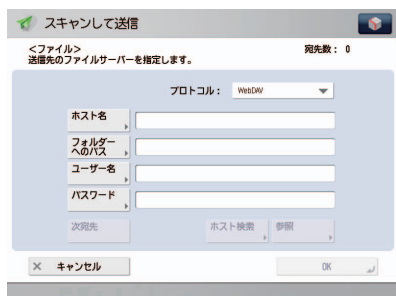 スキャンして送信
<ファイル>
送信先のファイルサーバーを指定します。
宛先数: 0
プロトコル: WebDAV
ホスト名
フォルダー
へのパス
ユーザー名
パスワード
次宛先 ホスト検索 参照
× キャンセル OK